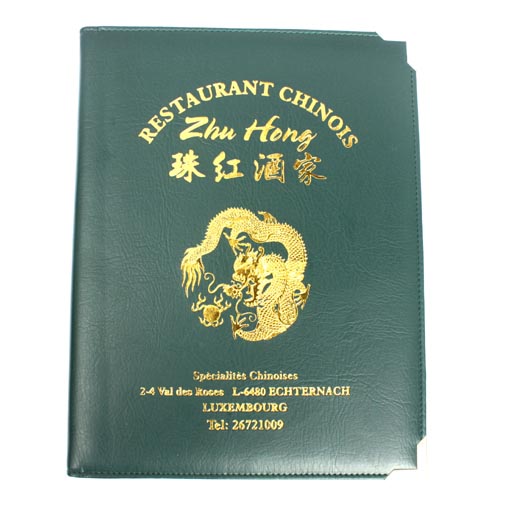 RESTAURANT CHINOIS
Zhu Hong
珠红酒家
Spécialités Chinoises
2-4 Val des Roses L-6480 ECHTERNACH
LUXEMBOURG
Tel: 26721009